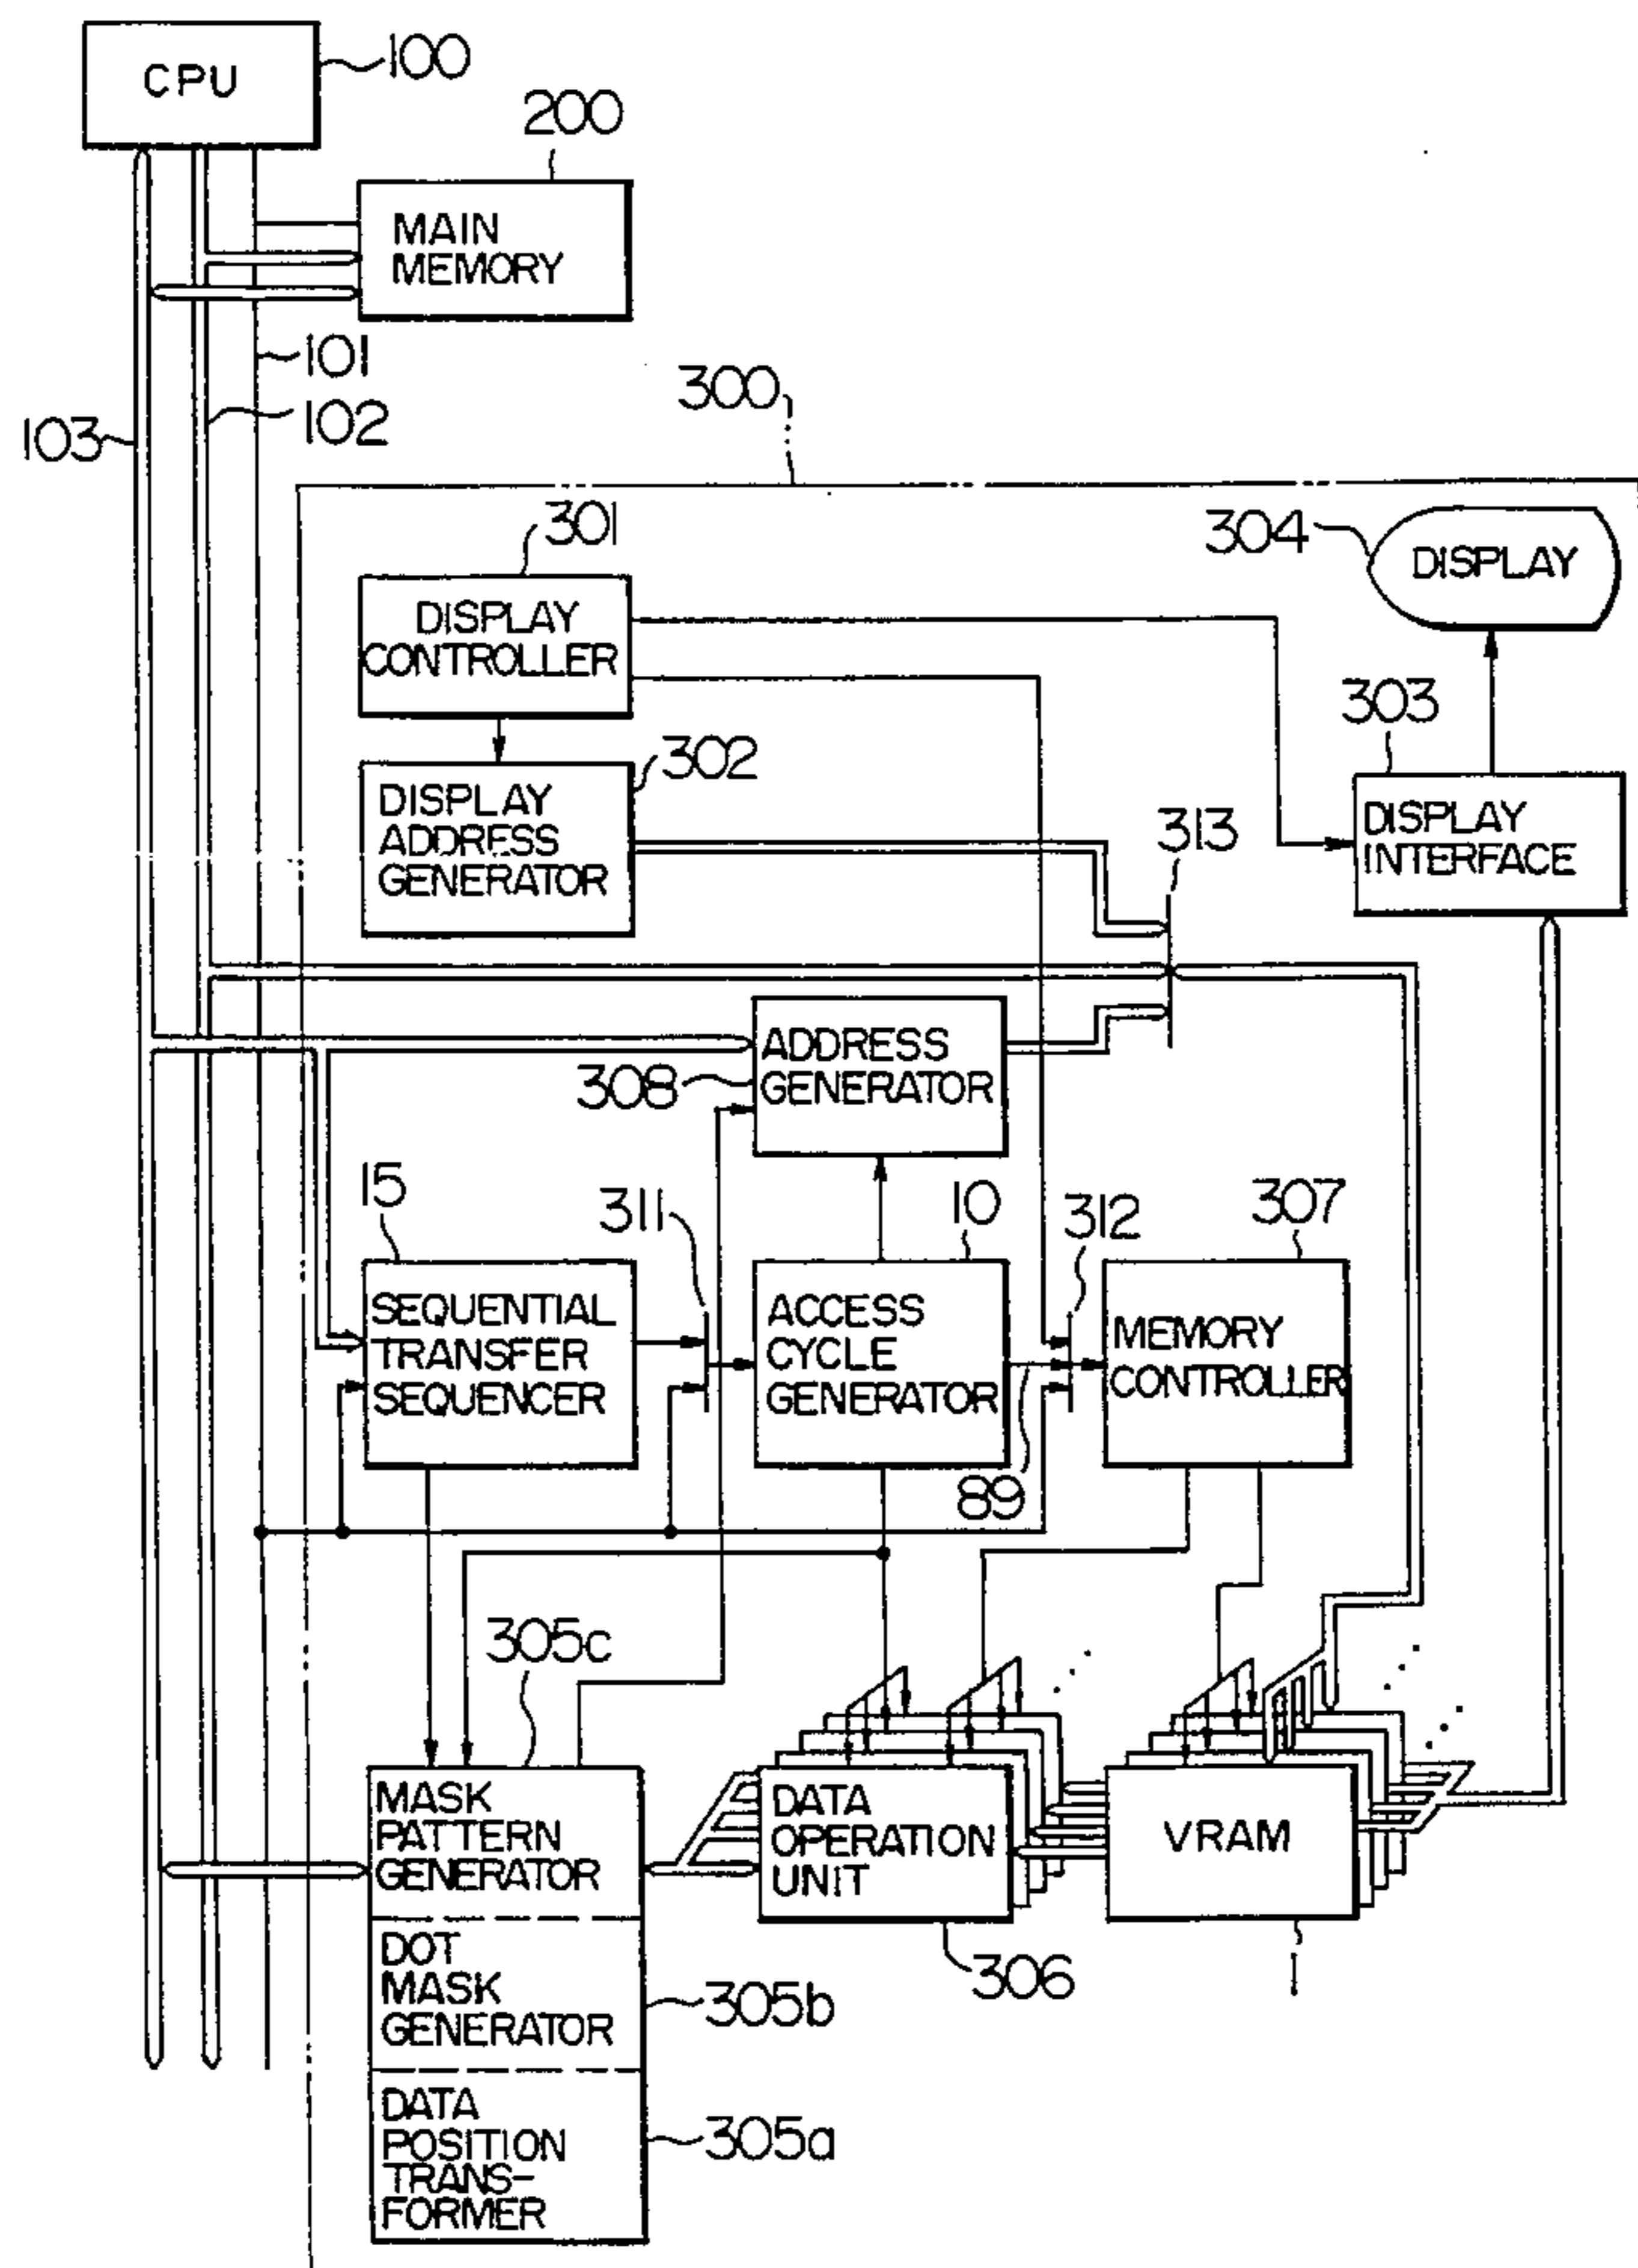 CPU
100
200
MAIN
MEMORY
101
102
103
300
301
DISPLAY
CONTROLLER
304
DISPLAY
302
DISPLAY
ADDRESS
GENERATOR
303
DISPLAY
INTERFACE
313
308
ADDRESS
GENERATOR
15
SEQUENTIAL
TRANSFER
SEQUENCER
311
10
ACCESS
CYCLE
GENERATOR
89
312
307
MEMORY
CONTROLLER
305c
MASK
PATTERN
GENERATOR
DATA
OPERATION
UNIT
306
VRAM
1
DOT
MASK
GENERATOR
305b
DATA
POSITION
TRANS-
FORMER
305a